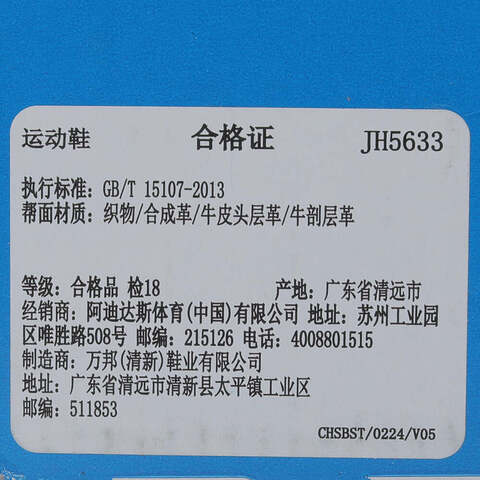 运动鞋 合格证 JH5633
执行标准: GB/T 15107-2013
帮面材质: 织物/合成革/牛皮头层革/牛剖层革
等级: 合格品 检18 产地: 广东省清远市
经销商: 阿迪达斯体育(中国)有限公司 地址: 苏州工业园
区唯胜路508号 邮编: 215126 电话: 4008801515
制造商: 万邦(清新)鞋业有限公司
地址: 广东省清远市清新县太平镇工业区
邮编: 511853
CHSBST/0224/V05